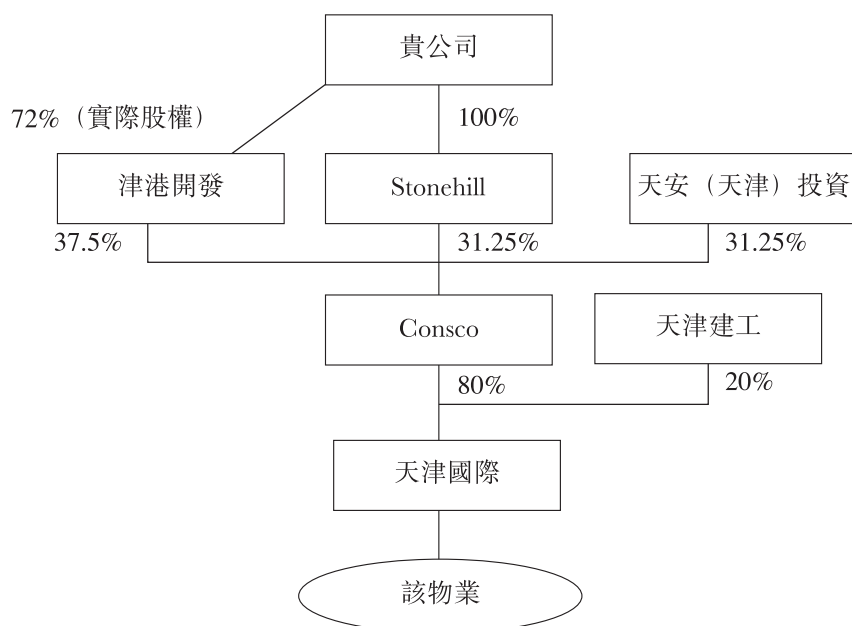 貴公司
72%（實際股權）
100%
津港開發
Stonehill
天安（天津）投資
37.5%
31.25%
31.25%
Consco
天津建工
80%
20%
天津國際
該物業